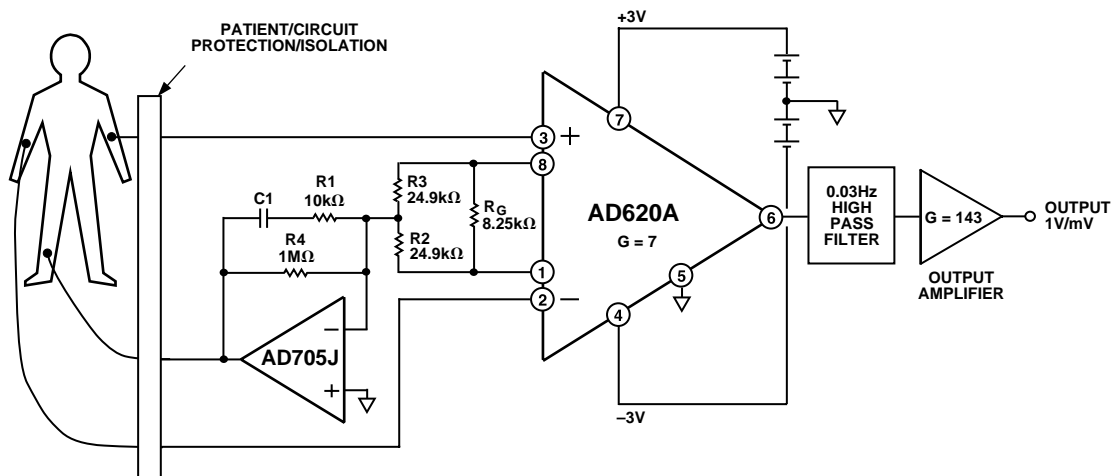 PATIENT/CIRCUIT
PROTECTION/ISOLATION
+3V
3
+
8
7
R1
10kΩ
C1
R3
24.9kΩ
RG
8.25kΩ
R4
1MΩ
R2
24.9kΩ
AD620A
G = 7
6
0.03Hz
HIGH
PASS
FILTER
G = 143
OUTPUT
1V/mV
OUTPUT
AMPLIFIER
1
2
–
5
4
–
AD705J
+
–3V